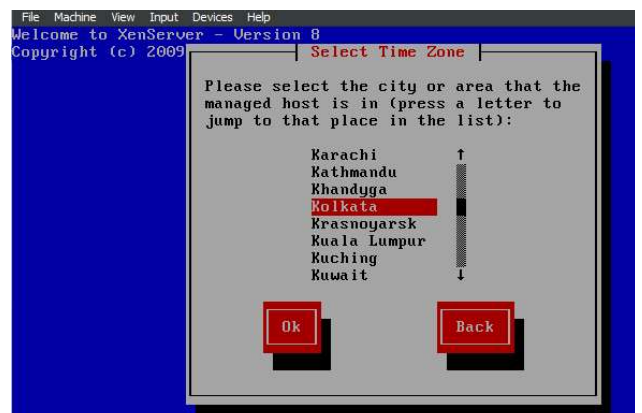 File Machine View Input Devices Help
Welcome to XenServer - Version 8
Copyright (c) 2009
Select Time Zone
Please select the city or area that the
managed host is in (press a letter to
jump to that place in the list):
Karachi ↑
Kathmandu
Khandyga
Kolkata
Krasnoyarsk
Kuala Lumpur
Kuching
Kuwait ↓
Ok Back